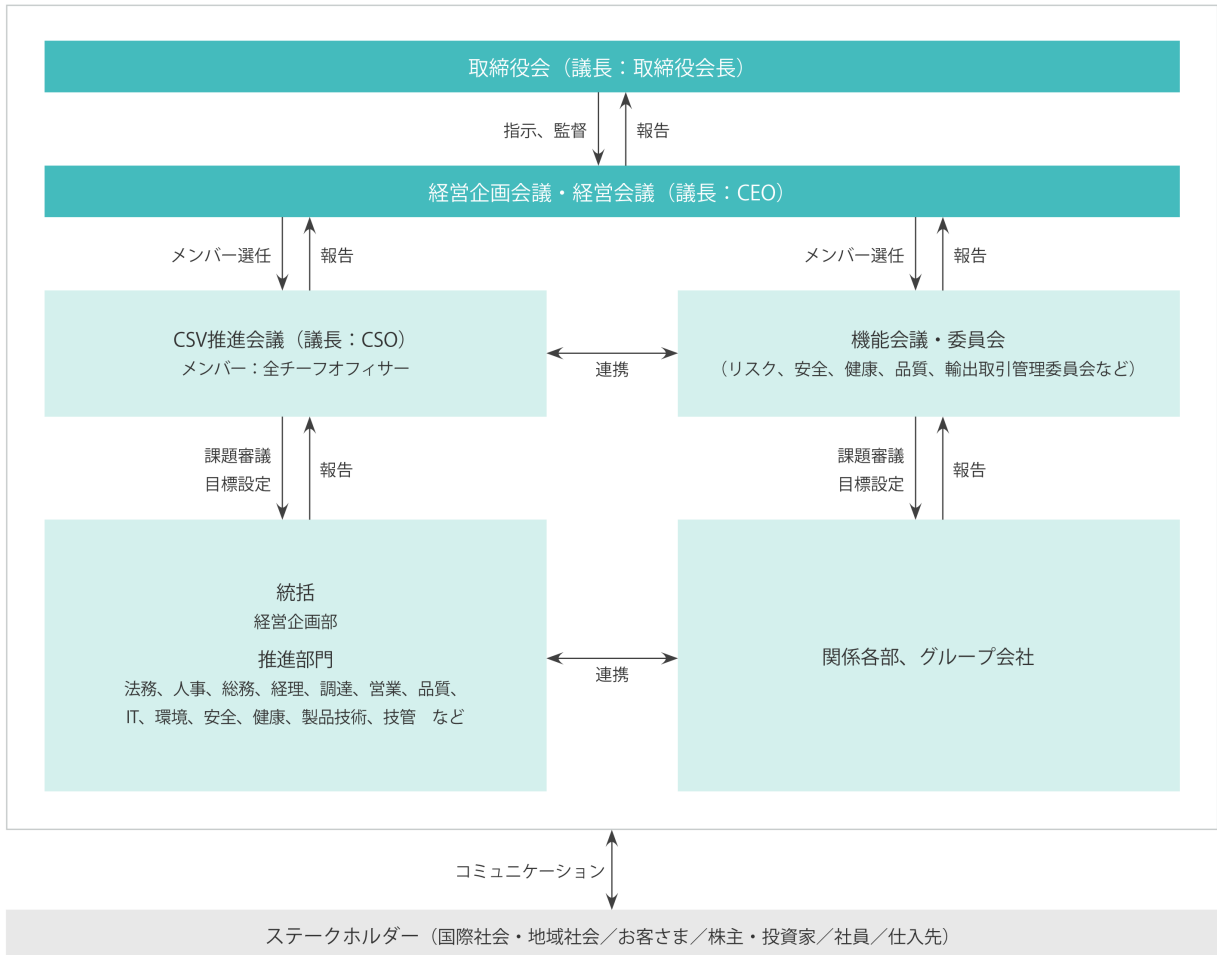 取締役会（議長：取締役会長）
指示、監督
報告
経営企画会議・経営会議（議長：CEO）
メンバー選任
報告
メンバー選任
報告
CSV推進会議（議長：CSO）
メンバー：全チーフオフィサー
連携
機能会議・委員会
（リスク、安全、健康、品質、輸出取引管理委員会など）
課題審議
目標設定
報告
課題審議
目標設定
報告
統括
経営企画部
推進部門
法務、人事、総務、経理、調達、営業、品質、
IT、環境、安全、健康、製品技術、技管　など
連携
関係各部、グループ会社
コミュニケーション
ステークホルダー（国際社会・地域社会／お客さま／株主・投資家／社員／仕入先）